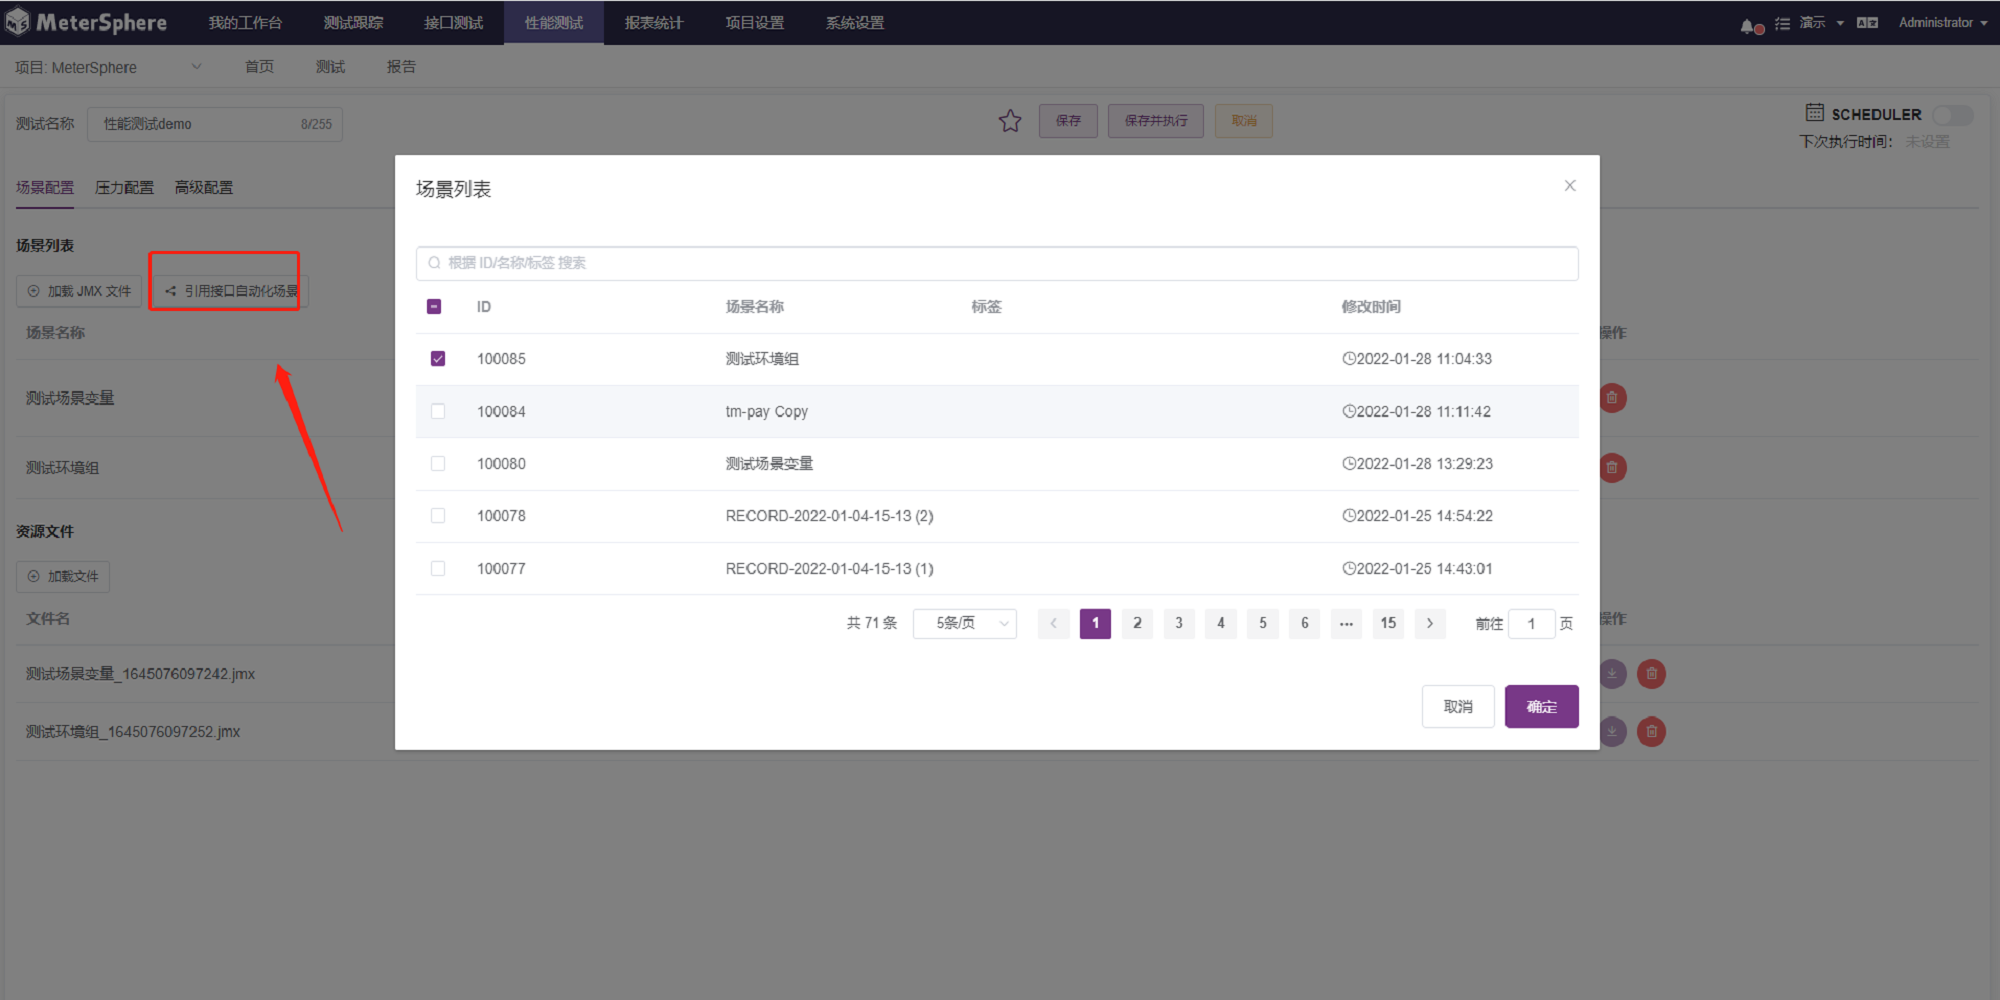 MeterSphere 我的工作台 测试跟踪 接口测试 性能测试 报表统计 项目设置 系统设置 演示 Administrator
项目: MeterSphere 首页 测试 报告
测试名称 性能测试demo 8/255 保存 保存并执行 取消 SCHEDULER
下次执行时间: 未设置
场景配置 压力配置 高级配置
场景列表
加载 JMX 文件 引用接口自动化场景
场景名称 操作
测试场景变量
测试环境组
资源文件
加载文件
文件名 操作
测试场景变量_1645076097242.jmx
测试环境组_1645076097252.jmx
场景列表
根据 ID/名称/标签 搜索
ID 场景名称 标签 修改时间
100085 测试环境组 2022-01-28 11:04:33
100084 tm-pay Copy 2022-01-28 11:11:42
100080 测试场景变量 2022-01-28 13:29:23
100078 RECORD-2022-01-04-15-13 (2) 2022-01-25 14:54:22
100077 RECORD-2022-01-04-15-13 (1) 2022-01-25 14:43:01
共 71 条 5条/页 1 2 3 4 5 6 ··· 15 前往 1 页
取消 确定